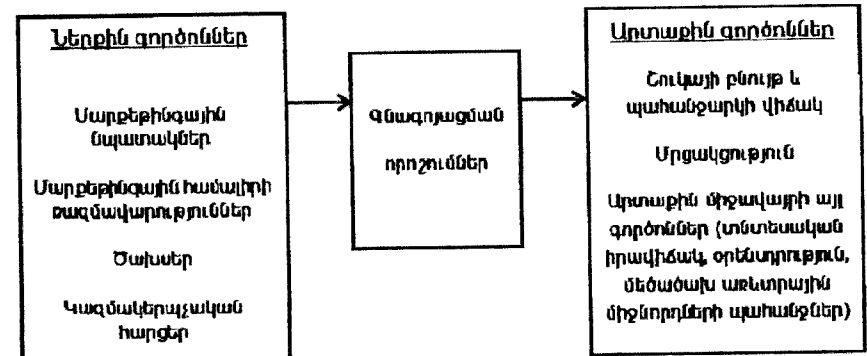 Ներքին գործոններ
Մարքեթինգային
նպատակներ
Մարքեթինգային համալիրի
ռազմավարություններ
Ծախսեր
Կազմակերպչական
հարցեր
Գնագոյացման
որոշումներ
Արտաքին գործոններ
Շուկայի բնույթ և
պահանջարկի վիճակ
Մրցակցություն
Արտաքին միջավայրի այլ
գործոններ (տնտեսական
իրավիճակ, օրենսդրություն,
մեծածախ առևտրային
միջնորդների պահանջներ)